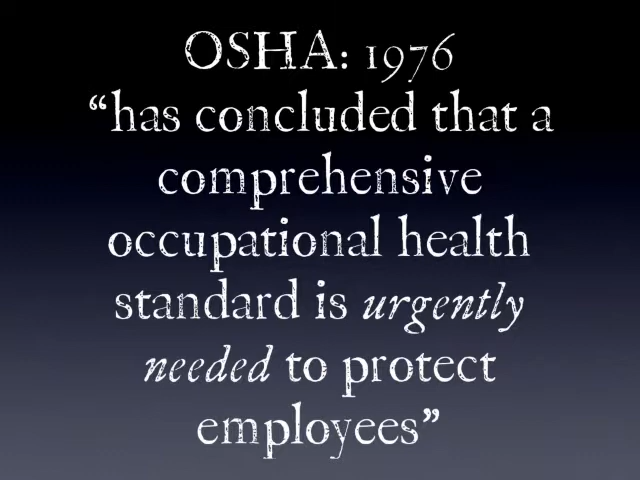 OSHA: 1976
“has concluded that a
comprehensive
occupational health
standard is urgently
needed to protect
employees”